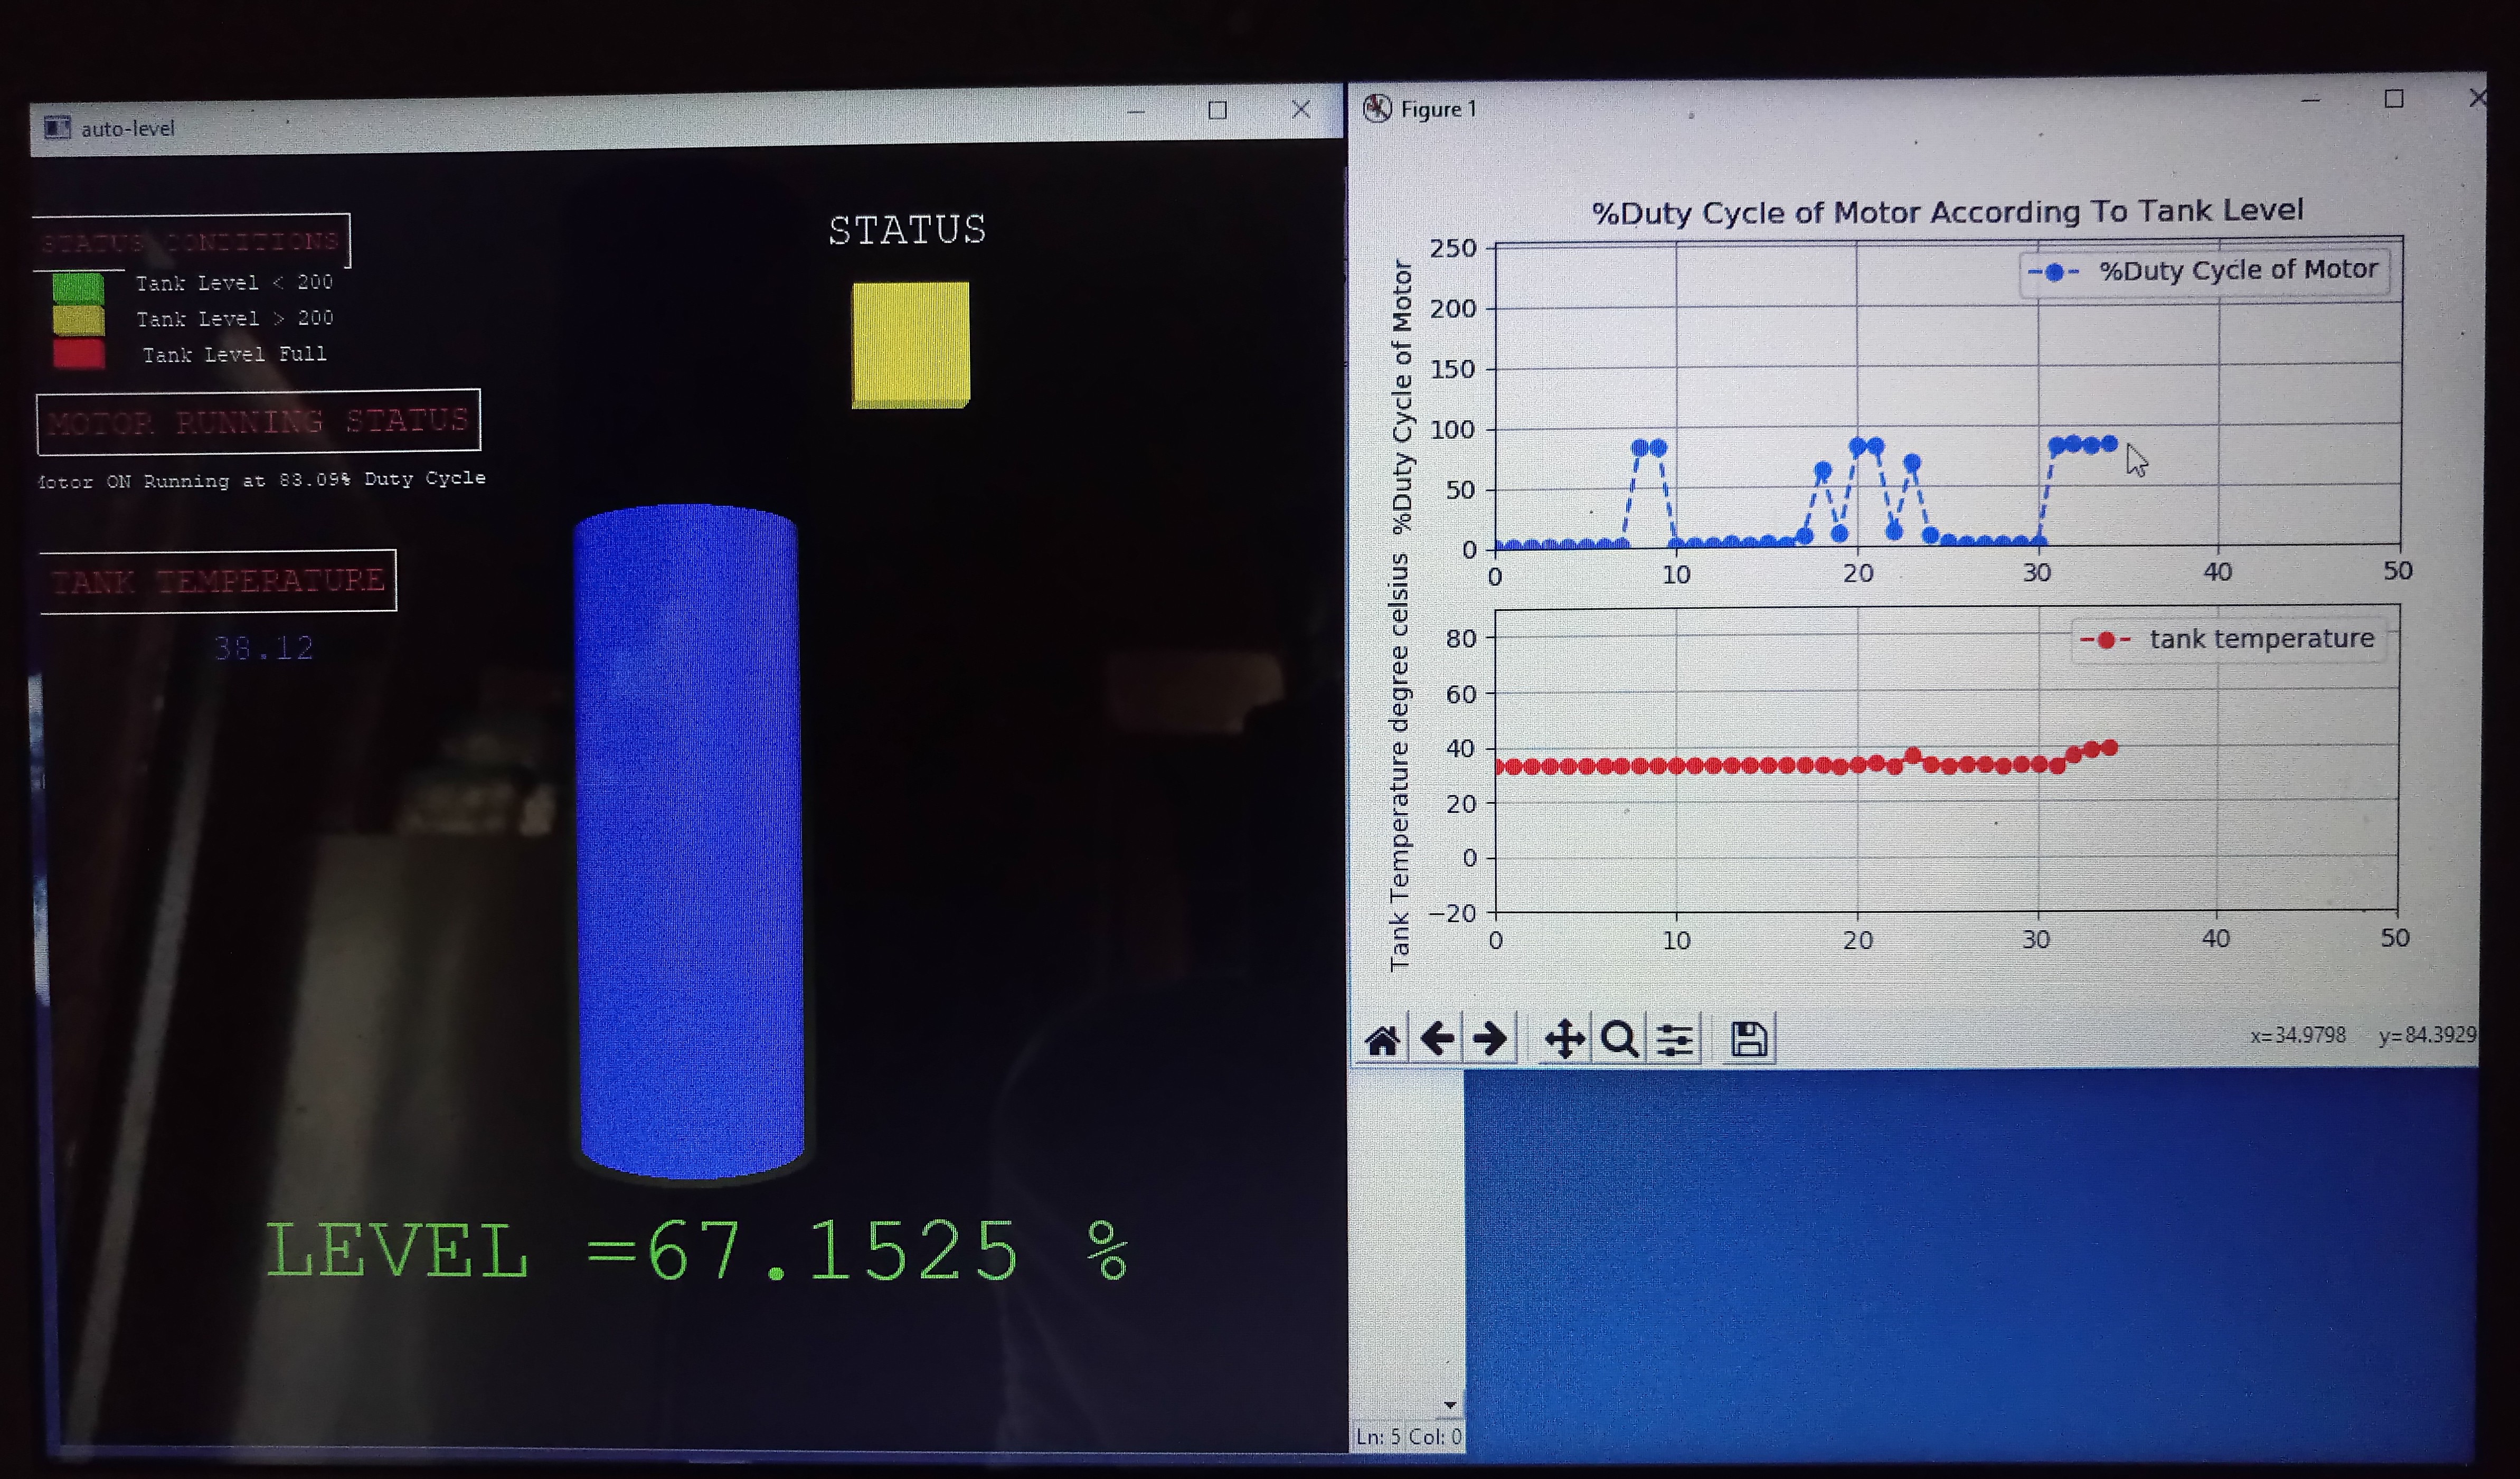 auto-level
STATUS CONDITIONS
Tank Level < 200
Tank Level > 200
Tank Level Full
MOTOR RUNNING STATUS
ON Running at 83.09% Duty Cycle
TANK TEMPERATURE
38.12
STATUS
LEVEL =67.1525 %
Figure 1
%Duty Cycle of Motor According To Tank Level
%Duty Cycle of Motor
250
200
150
100
50
0
0 10 20 30 40 50
%Duty Cycle of Motor
Tank Temperature degree celsius
80
60
40
20
0
−20
0 10 20 30 40 50
tank temperature
x=34.9798 y=84.3929
Ln: 5 Col: 0